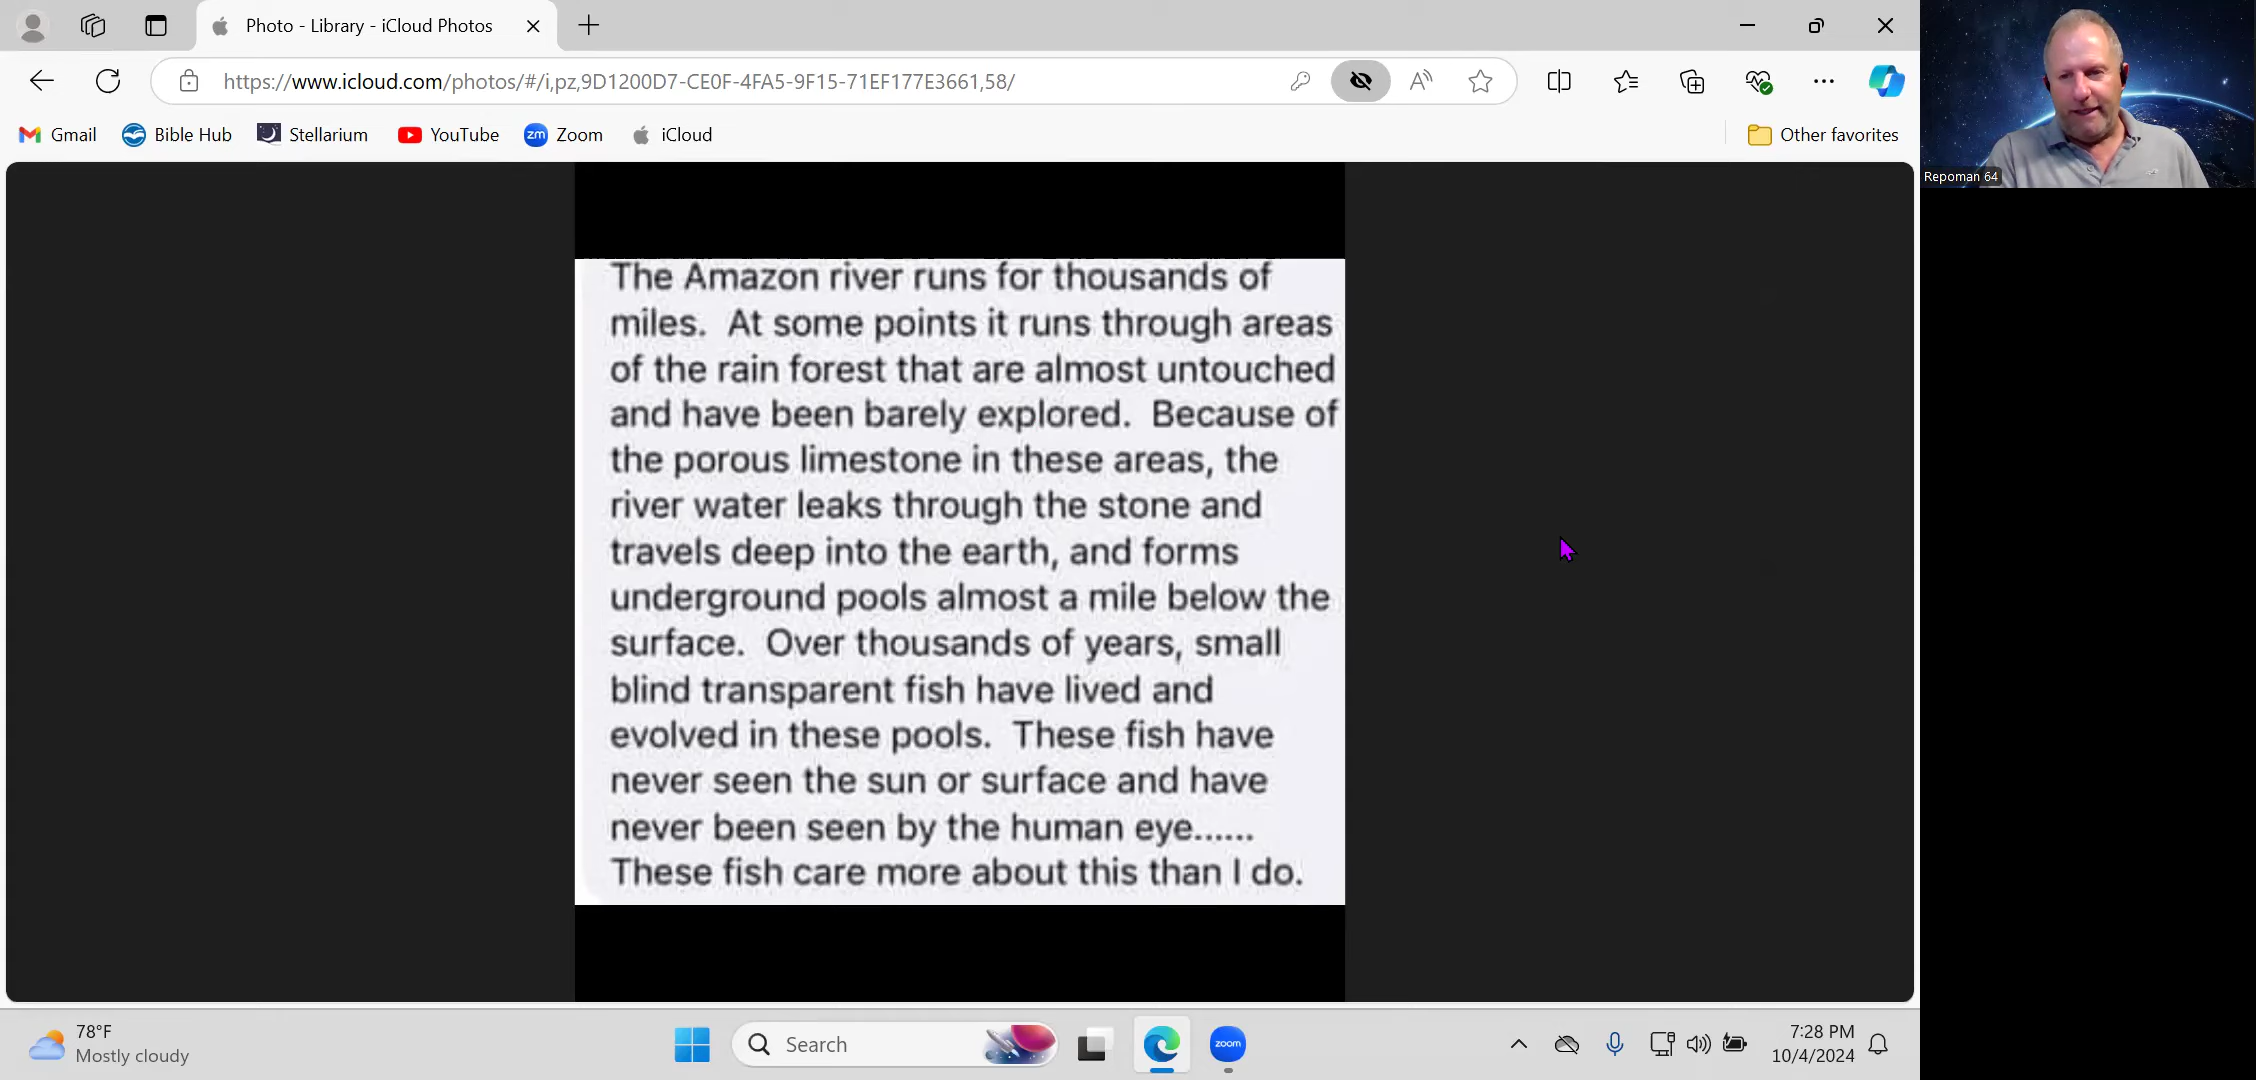 Photo - Library - iCloud Photos
https://www.icloud.com/photos/#/i,pz,9D1200D7-CE0F-4FA5-9F15-71EF177E3661,58/
Gmail Bible Hub Stellarium YouTube zm Zoom iCloud Other favorites
Repoman 64
The Amazon river runs for thousands of
miles. At some points it runs through areas
of the rain forest that are almost untouched
and have been barely explored. Because of
the porous limestone in these areas, the
river water leaks through the stone and
travels deep into the earth, and forms
underground pools almost a mile below the
surface. Over thousands of years, small
blind transparent fish have lived and
evolved in these pools. These fish have
never seen the sun or surface and have
never been seen by the human eye......
These fish care more about this than I do.
78°F
Mostly cloudy
Search
zoom
7:28 PM
10/4/2024